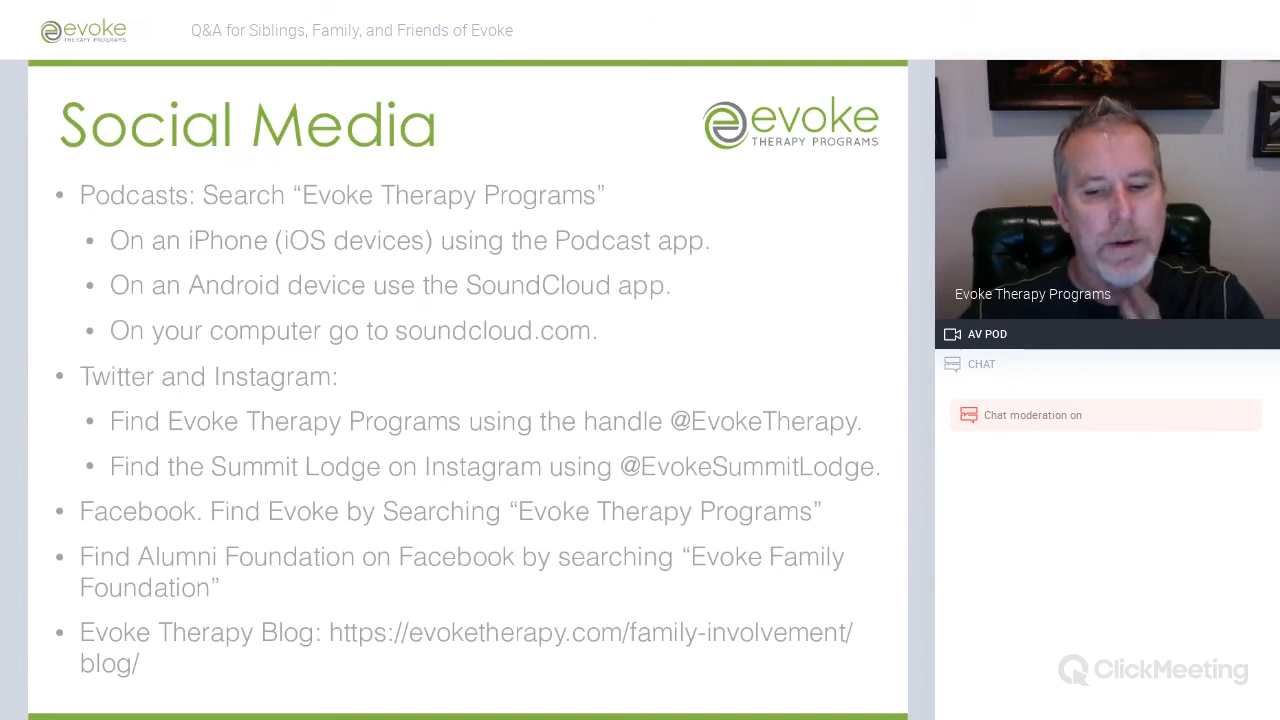 evoke
THERAPY PROGRAMS
Q&A for Siblings, Family, and Friends of Evoke
Social Media
evoke
THERAPY PROGRAMS
• Podcasts: Search “Evoke Therapy Programs”
• On an iPhone (iOS devices) using the Podcast app.
• On an Android device use the SoundCloud app.
• On your computer go to soundcloud.com.
• Twitter and Instagram:
• Find Evoke Therapy Programs using the handle @EvokeTherapy.
• Find the Summit Lodge on Instagram using @EvokeSummitLodge.
• Facebook. Find Evoke by Searching “Evoke Therapy Programs”
• Find Alumni Foundation on Facebook by searching “Evoke Family
Foundation”
• Evoke Therapy Blog: https://evoketherapy.com/family-involvement/
blog/
Evoke Therapy Programs
AV POD
CHAT
Chat moderation on
ClickMeeting